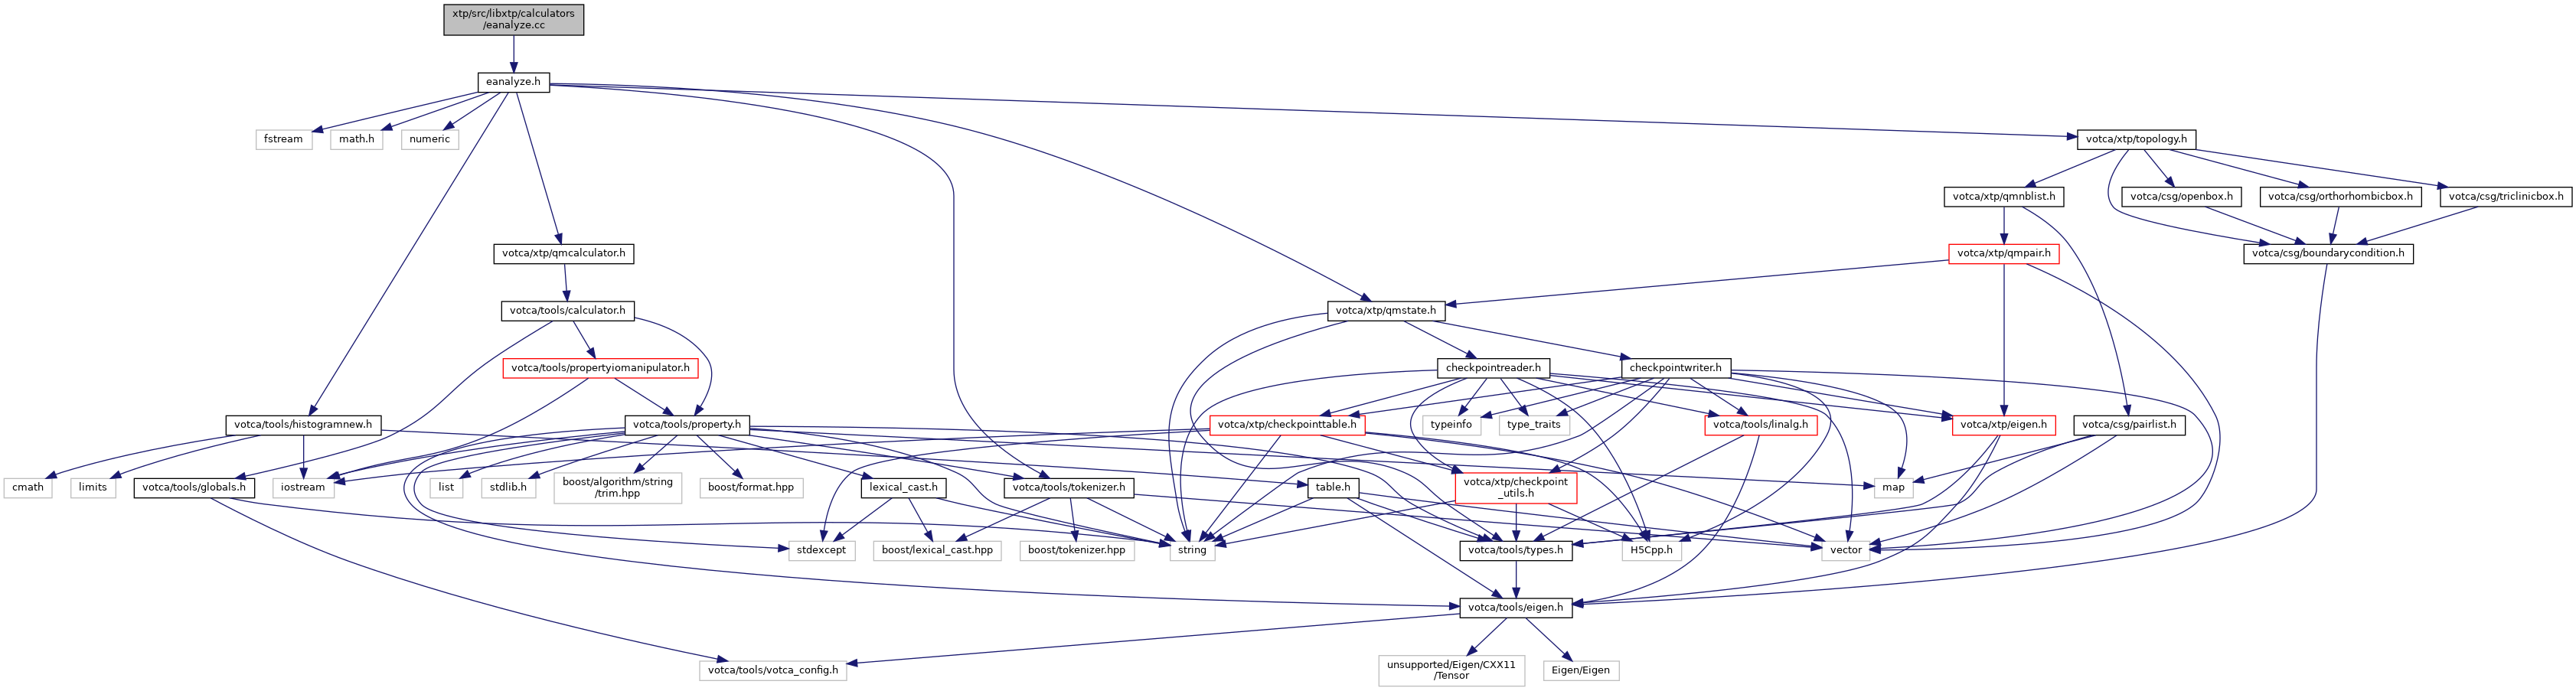 xtp/src/libxtp/calculators
/eanalyze.cc
eanalyze.h
fstream
math.h
numeric
votca/xtp/topology.h
votca/xtp/qmnblist.h
votca/csg/openbox.h
votca/csg/orthorhombicbox.h
votca/csg/triclinicbox.h
votca/xtp/qmcalculator.h
votca/xtp/qmpair.h
votca/csg/boundarycondition.h
votca/tools/calculator.h
votca/xtp/qmstate.h
votca/tools/propertyiomanipulator.h
checkpointreader.h
checkpointwriter.h
votca/tools/histogramnew.h
votca/tools/property.h
votca/xtp/checkpointtable.h
typeinfo
type_traits
votca/tools/linalg.h
votca/xtp/eigen.h
votca/csg/pairlist.h
cmath
limits
votca/tools/globals.h
iostream
list
stdlib.h
boost/algorithm/string
/trim.hpp
boost/format.hpp
lexical_cast.h
votca/tools/tokenizer.h
table.h
votca/xtp/checkpoint
_utils.h
map
stdexcept
boost/lexical_cast.hpp
boost/tokenizer.hpp
string
votca/tools/types.h
H5Cpp.h
vector
votca/tools/eigen.h
votca/tools/votca_config.h
unsupported/Eigen/CXX11
/Tensor
Eigen/Eigen